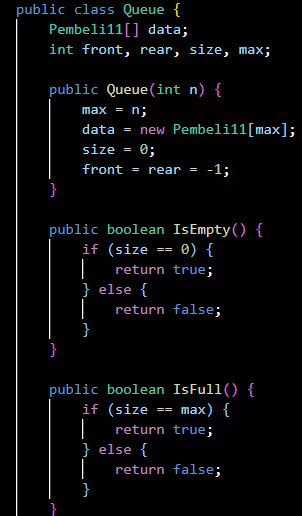 public class Queue {
    Pembeli11[] data;
    int front, rear, size, max;

    public Queue(int n) {
        max = n;
        data = new Pembeli11[max];
        size = 0;
        front = rear = -1;
    }

    public boolean IsEmpty() {
        if (size == 0) {
            return true;
        } else {
            return false;
        }
    }

    public boolean IsFull() {
        if (size == max) {
            return true;
        } else {
            return false;
        }
    }